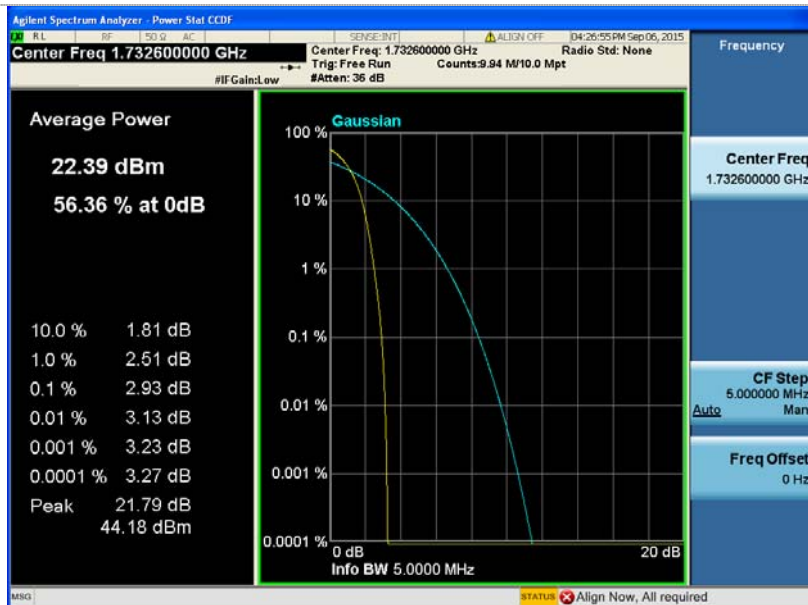 Agilent Spectrum Analyzer - Power Stat CCDF
RL RF 50 Ω AC SENSE:INT ALIGN OFF 04:26:55 PM Sep 06, 2015
Center Freq 1.732600000 GHz
Center Freq: 1.732600000 GHz Radio Std: None
Trig: Free Run Counts:9.94 M/10.0 Mpt
#IFGain:Low #Atten: 36 dB
Frequency
Average Power
22.39 dBm
56.36 % at 0dB
10.0 % 1.81 dB
1.0 % 2.51 dB
0.1 % 2.93 dB
0.01 % 3.13 dB
0.001 % 3.23 dB
0.0001 % 3.27 dB
Peak 21.79 dB
44.18 dBm
Gaussian
100 %
10 %
1 %
0.1 %
0.01 %
0.001 %
0.0001 %
0 dB 20 dB
Info BW 5.0000 MHz
Center Freq
1.732600000 GHz
CF Step
5.000000 MHz
Auto Man
Freq Offset
0 Hz
MSG STATUS Align Now, All required